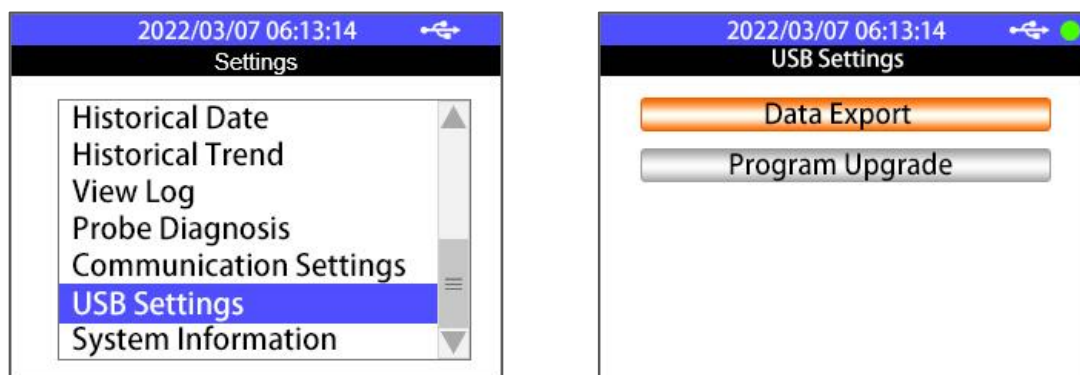 2022/03/07 06:13:14
Settings
Historical Date
Historical Trend
View Log
Probe Diagnosis
Communication Settings
USB Settings
System Information
2022/03/07 06:13:14
USB Settings
Data Export
Program Upgrade